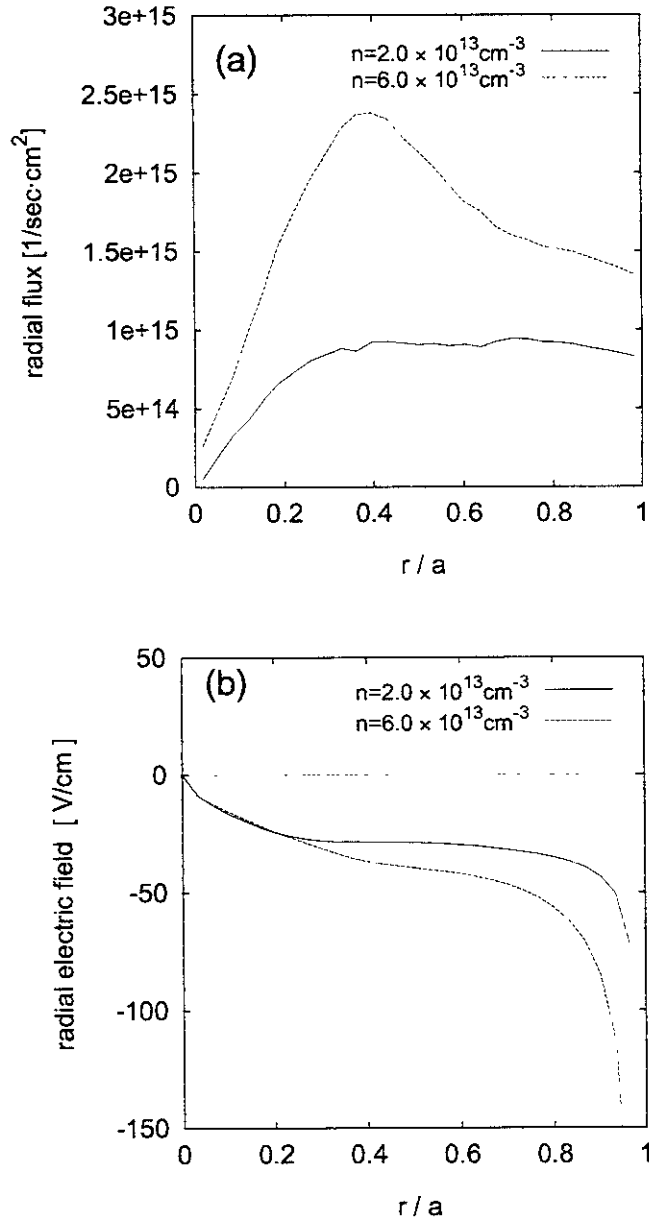 3e+15
(a)
n=2.0 × 10¹³cm⁻³
n=6.0 × 10¹³cm⁻³
2.5e+15
2e+15
1.5e+15
1e+15
5e+14
0
radial flux [1/sec·cm²]
0 0.2 0.4 0.6 0.8 1
r / a
50
(b)
n=2.0 × 10¹³cm⁻³
n=6.0 × 10¹³cm⁻³
0
-50
-100
-150
radial electric field [ V/cm ]
0 0.2 0.4 0.6 0.8 1
r / a